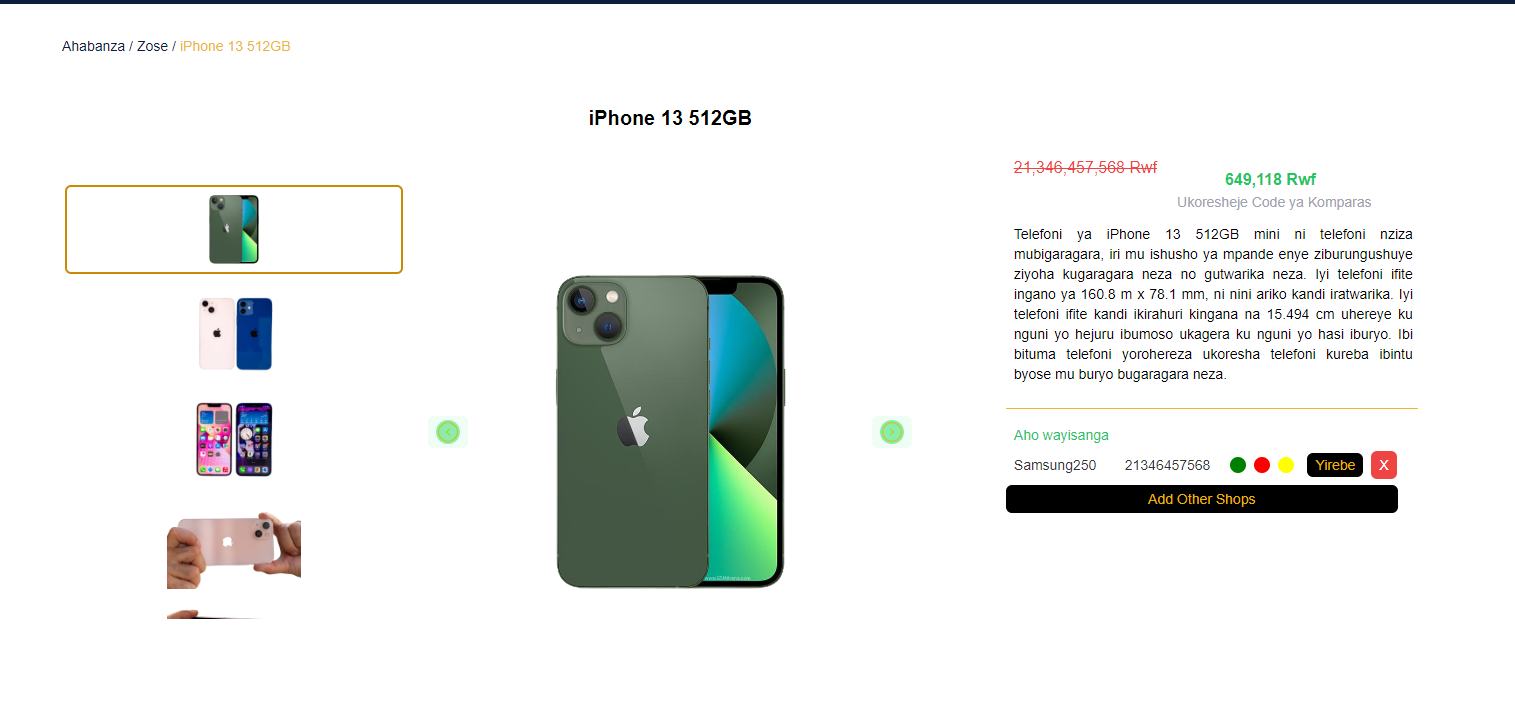 Ahabanza / Zose / iPhone 13 512GB
iPhone 13 512GB
21,346,457,568 Rwf
649,118 Rwf
Ukoresheje Code ya Komparas
Telefoni ya iPhone 13 512GB mini ni telefoni nziza
mubigaragara, iri mu ishusho ya mpande enye ziburungushuye
ziyoha kugaragara neza no gutwarika neza. Iyi telefoni ifite
ingano ya 160.8 m x 78.1 mm, ni nini ariko kandi iratwarika. Iyi
telefoni ifite kandi ikirahuri kingana na 15.494 cm uhereye ku
nguni yo hejuru ibumoso ukagera ku nguni yo hasi iburyo. Ibi
bituma telefoni yorohereza ukoresha telefoni kureba ibintu
byose mu buryo bugaragara neza.
Aho wayisanga
Samsung250 21346457568 Yirebe X
Add Other Shops